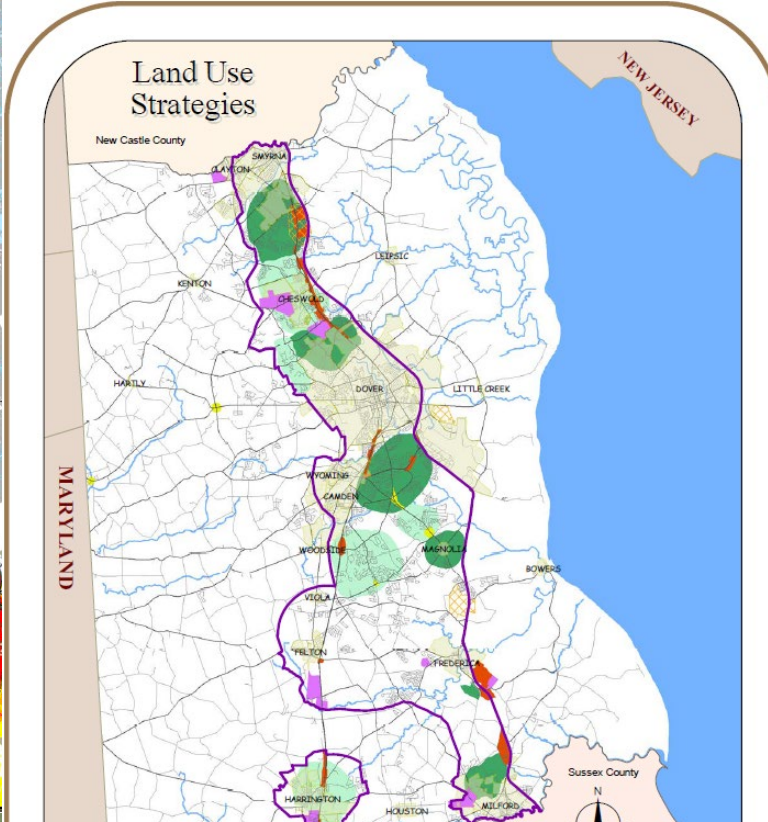 Land Use
Strategies
NEW JERSEY
New Castle County
SMYRNA
CLAYTON
LEIPSIC
KENTON
CHESWOLD
HARTLY
DOVER
LITTLE CREEK
WYOMING
CAMDEN
MARYLAND
WOODSIDE
MAGNOLIA
BOWERS
VIOLA
FELTON
FREDERICA
Sussex County
N
HARRINGTON
HOUSTON
MILFORD